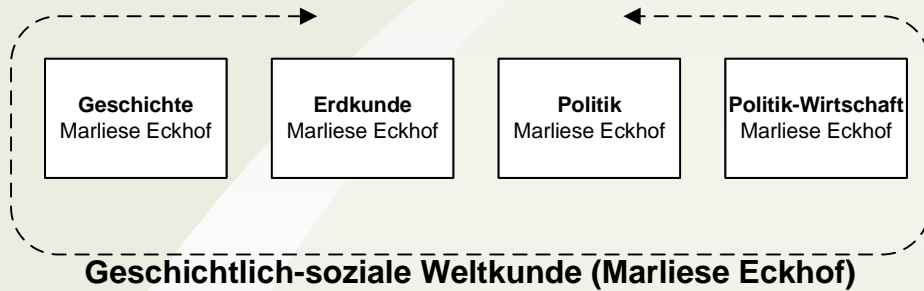 Geschichte
Marliese Eckhof
Erdkunde
Marliese Eckhof
Politik
Marliese Eckhof
Politik-Wirtschaft
Marliese Eckhof
Geschichtlich-soziale Weltkunde (Marliese Eckhof)